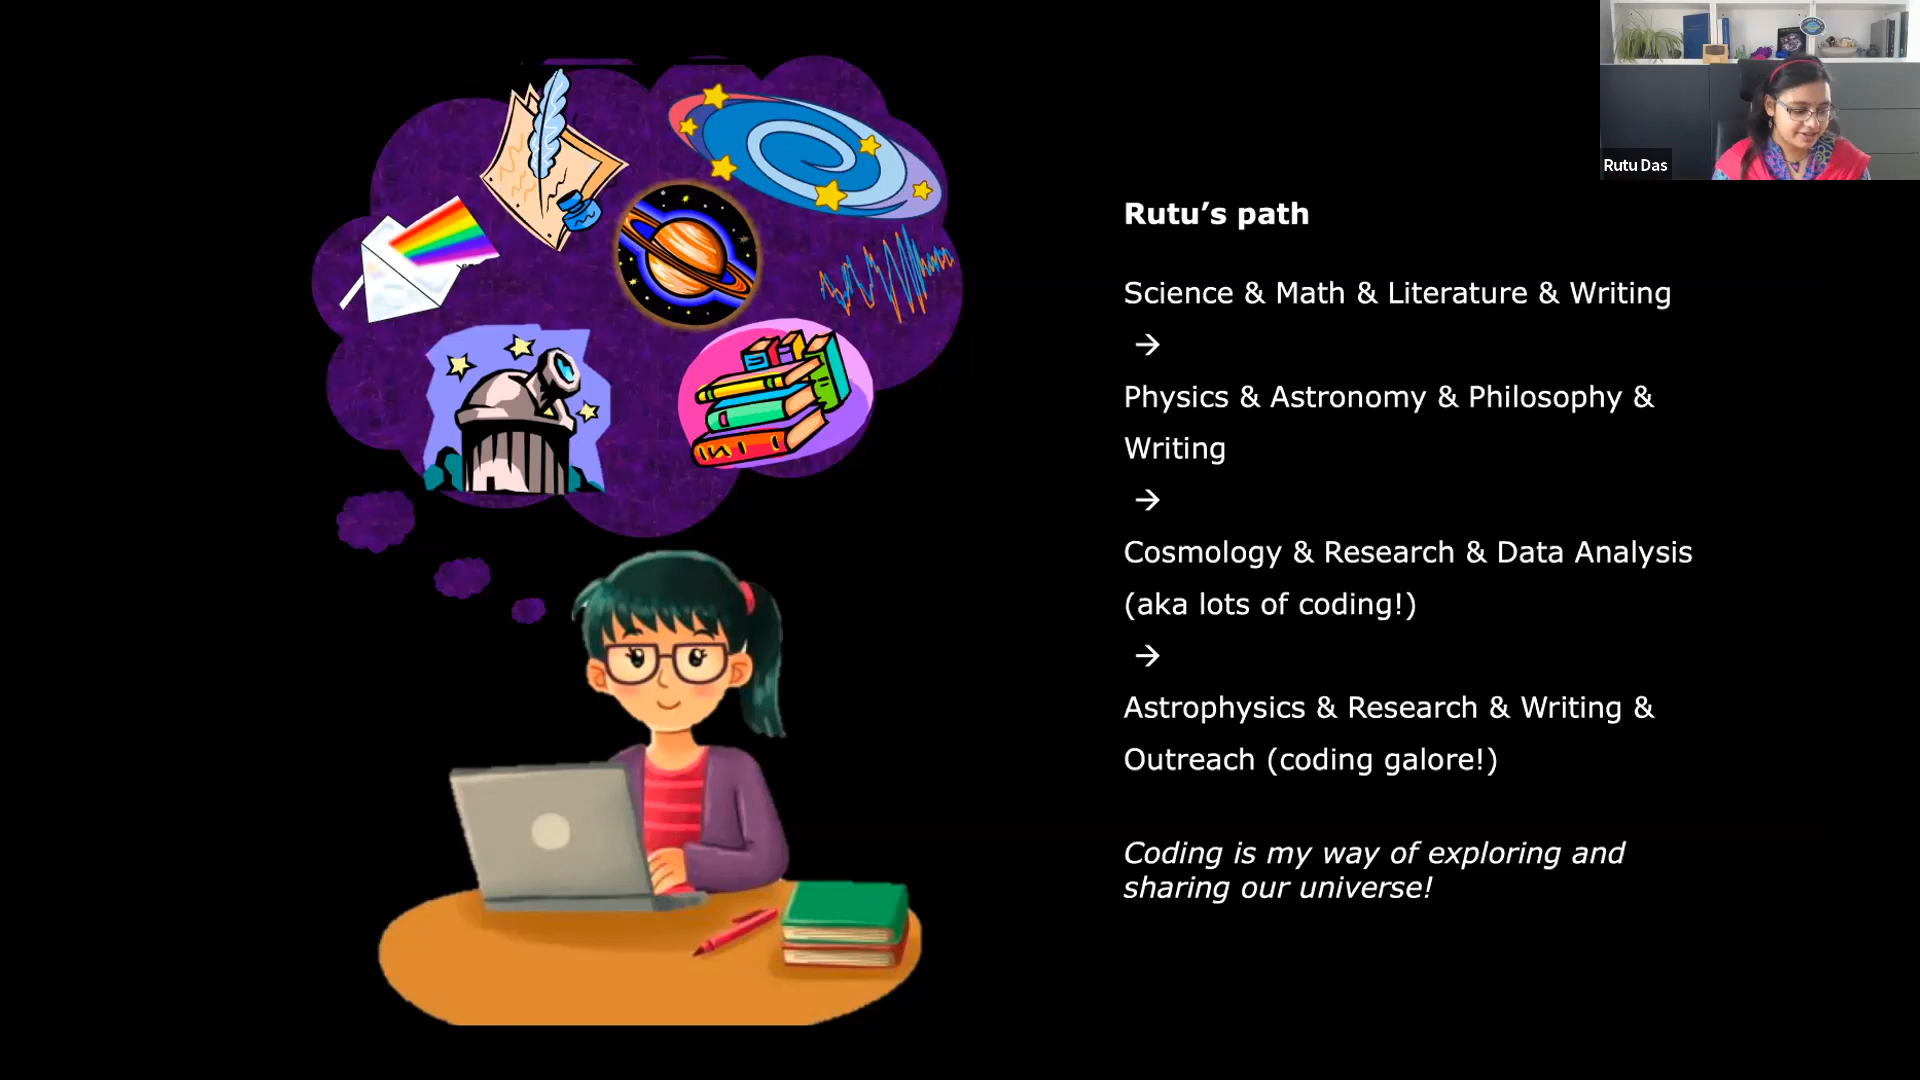 Rutu Das
Rutu’s path
Science & Math & Literature & Writing
→
Physics & Astronomy & Philosophy &
Writing
→
Cosmology & Research & Data Analysis
(aka lots of coding!)
→
Astrophysics & Research & Writing &
Outreach (coding galore!)
Coding is my way of exploring and
sharing our universe!